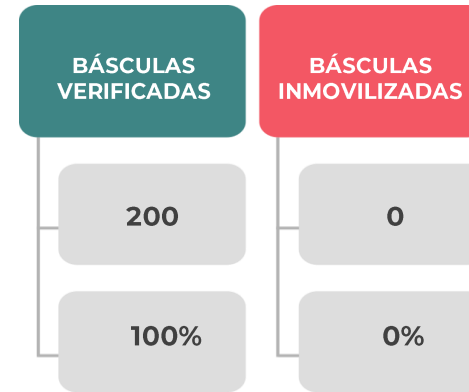 BÁSCULAS
VERIFICADAS
200
100%
BÁSCULAS
INMOVILIZADAS
0
0%